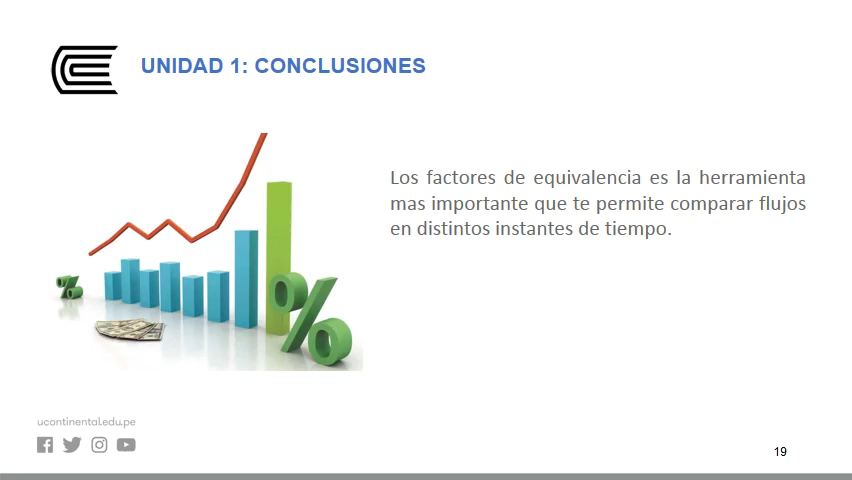 UNIDAD 1: CONCLUSIONES
Los factores de equivalencia es la herramienta
mas importante que te permite comparar flujos
en distintos instantes de tiempo.
%
%
ucontinental.edu.pe
19